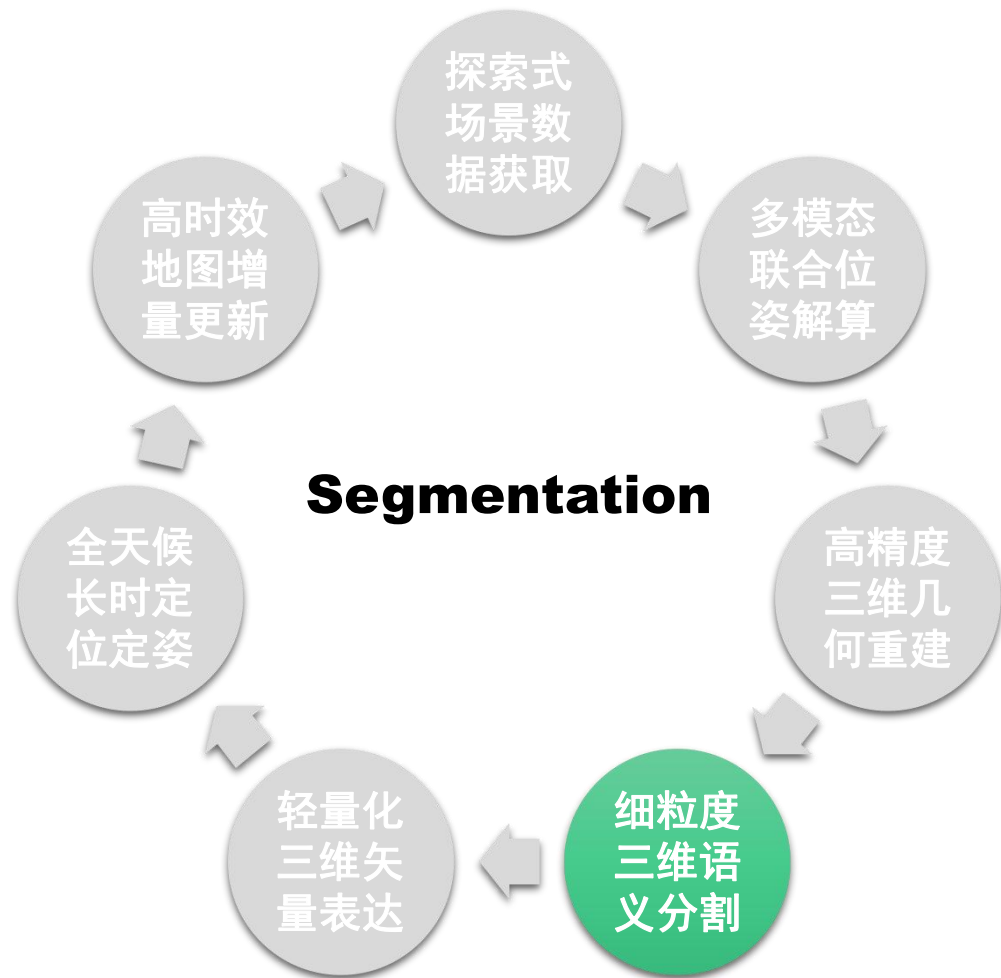 探索式
场景数
据获取
多模态
联合位
姿解算
高精度
三维几
何重建
细粒度
三维语
义分割
轻量化
三维矢
量表达
全天候
长时定
位定姿
高时效
地图增
量更新
Segmentation